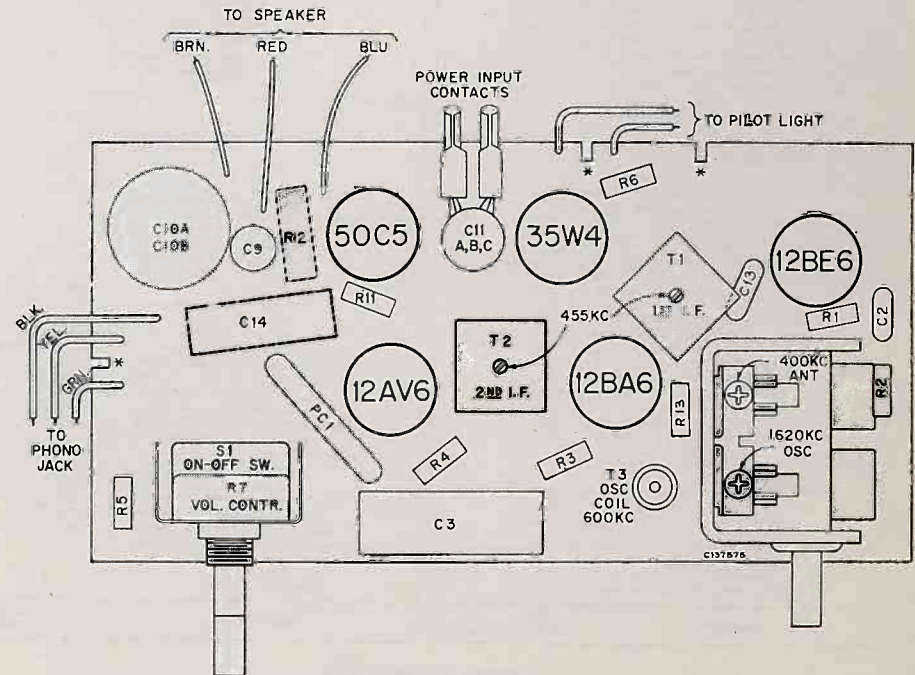 TO SPEAKER
BRN. RED BLU
POWER INPUT
CONTACTS
TO PILOT LIGHT
*
*
R6
C10A
C10B
C9
R12
50C5
C11
A,B,C
35W4
T1
1ST I.F.
C13
12BE6
R11
455KC
R1
C2
BLK.
YEL.
GRN.
*
TO
PHONO
JACK
C14
T2
2ND I.F.
12AV6
12BA6
PC1
400KC
ANT
R2
R13
1620KC
OSC
S1
ON-OFF SW.
R7
VOL. CONTR.
R5
R4
R3
T3
OSC
COIL
600KC
C3
C137576